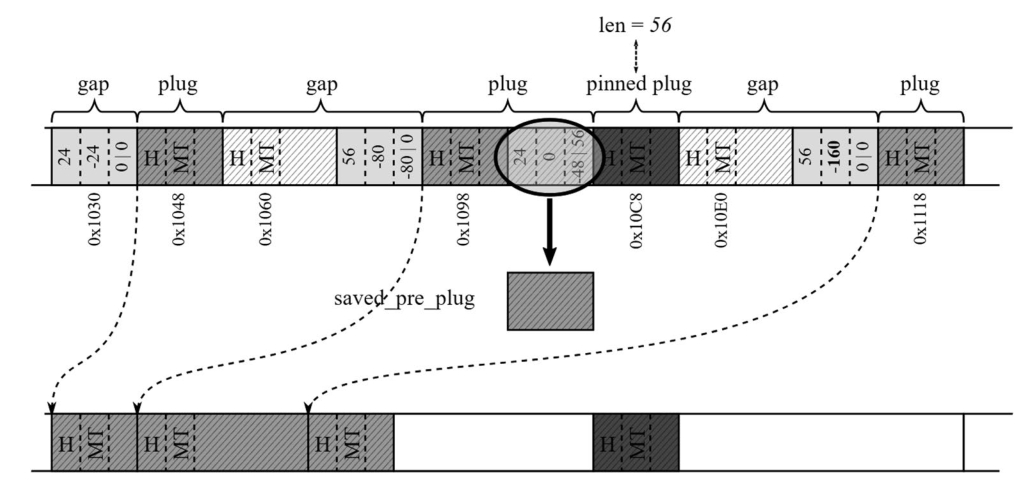 len = 56
gap
plug
gap
plug
pinned plug
gap
plug
24
-24
0 | 0
H
MT
H
MT
56
-80
-80 | 0
H
MT
24
0
-48 | 56
H
MT
H
MT
56
-160
0 | 0
H
MT
0x1030
0x1048
0x1060
0x1098
0x10C8
0x10E0
0x1118
saved_pre_plug
H
MT
H
MT
H
MT
H
MT